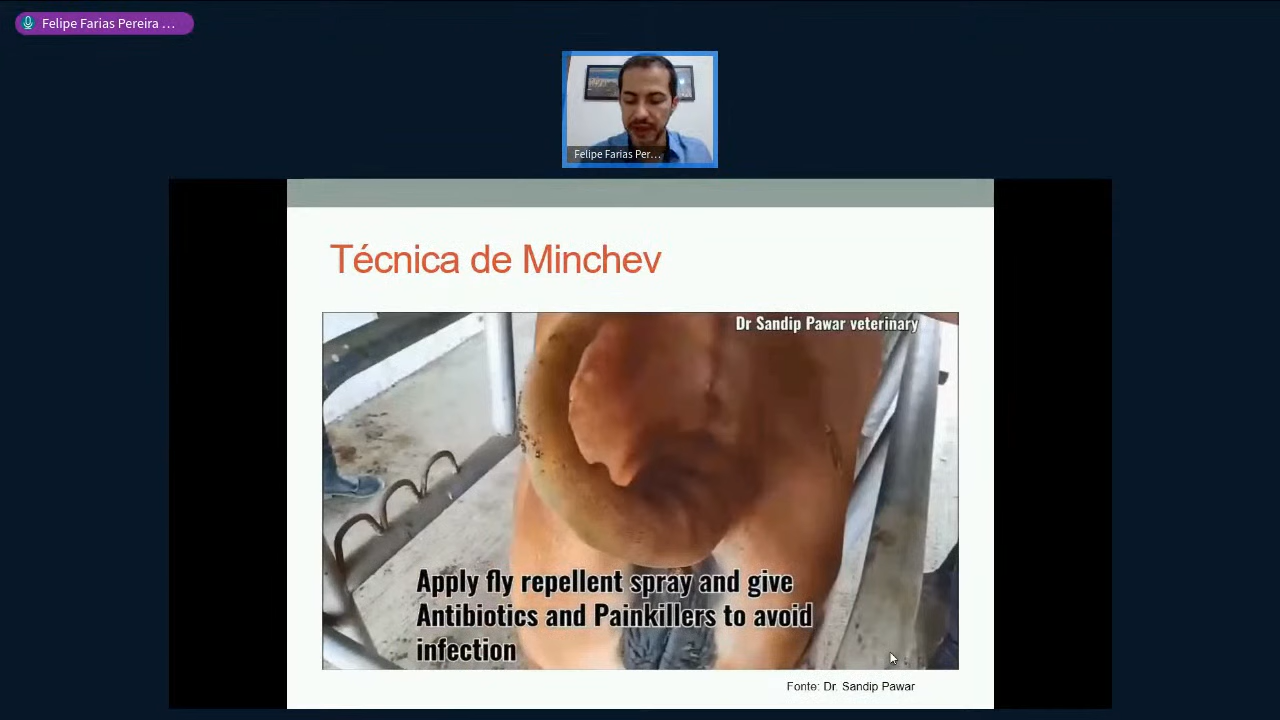 Felipe Farias Pereira ...
Felipe Farias Per...
Técnica de Minchev
Dr Sandip Pawar veterinary
Apply fly repellent spray and give
Antibiotics and Painkillers to avoid
infection
Fonte: Dr. Sandip Pawar